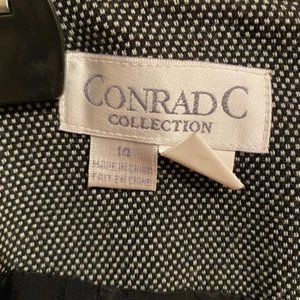 CONRAD C
COLLECTION
14
MADE IN CHINA
FAIT EN CHINE